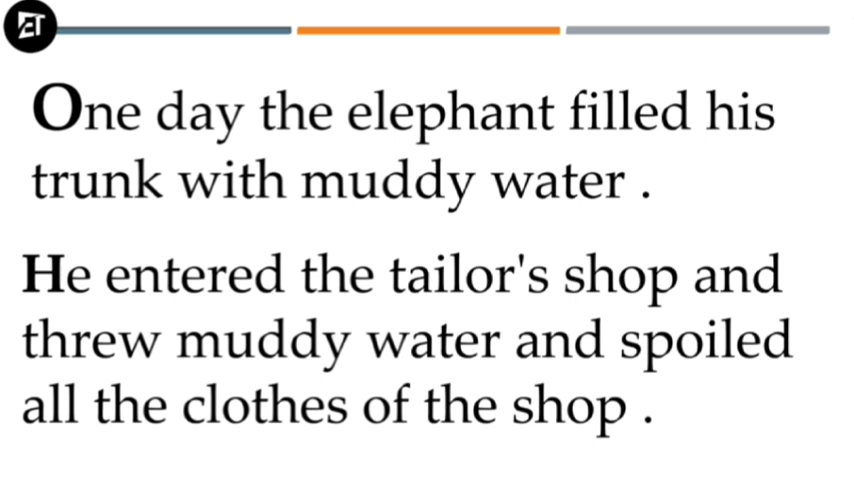 ET
One day the elephant filled his
trunk with muddy water .
He entered the tailor's shop and
threw muddy water and spoiled
all the clothes of the shop .